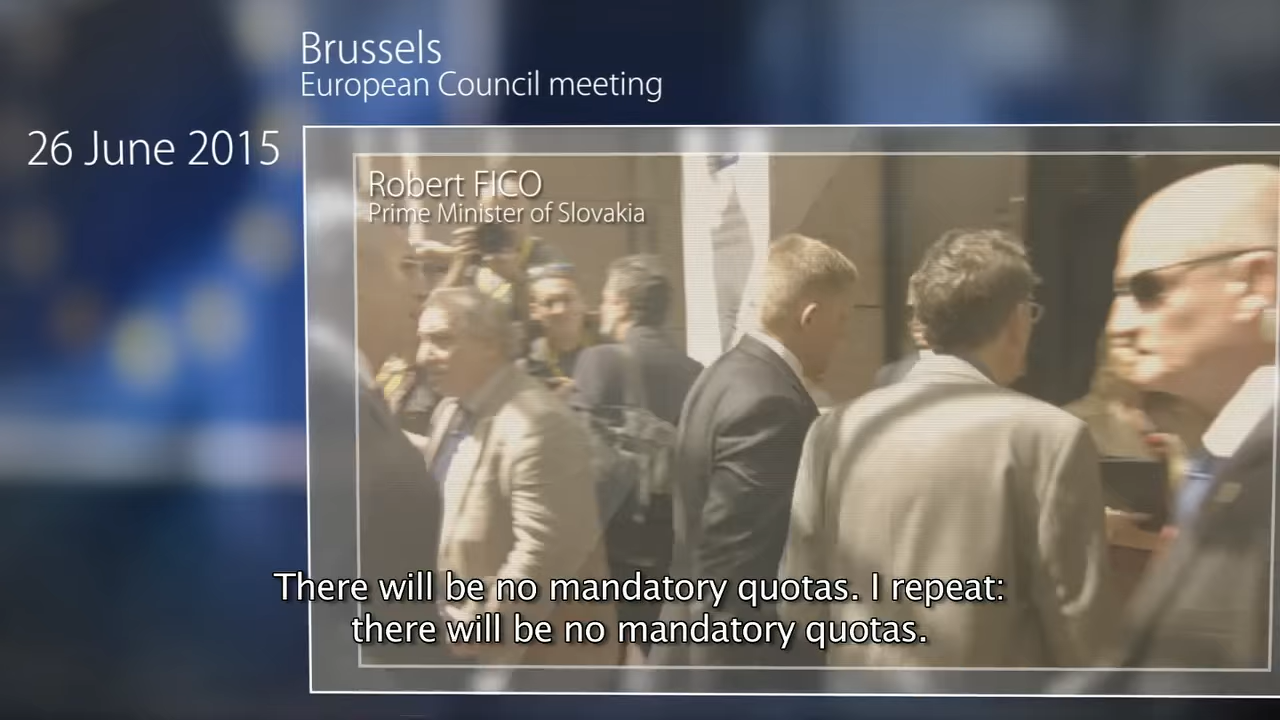 Brussels
European Council meeting
26 June 2015
Robert FICO
Prime Minister of Slovakia
There will be no mandatory quotas. I repeat:
there will be no mandatory quotas.